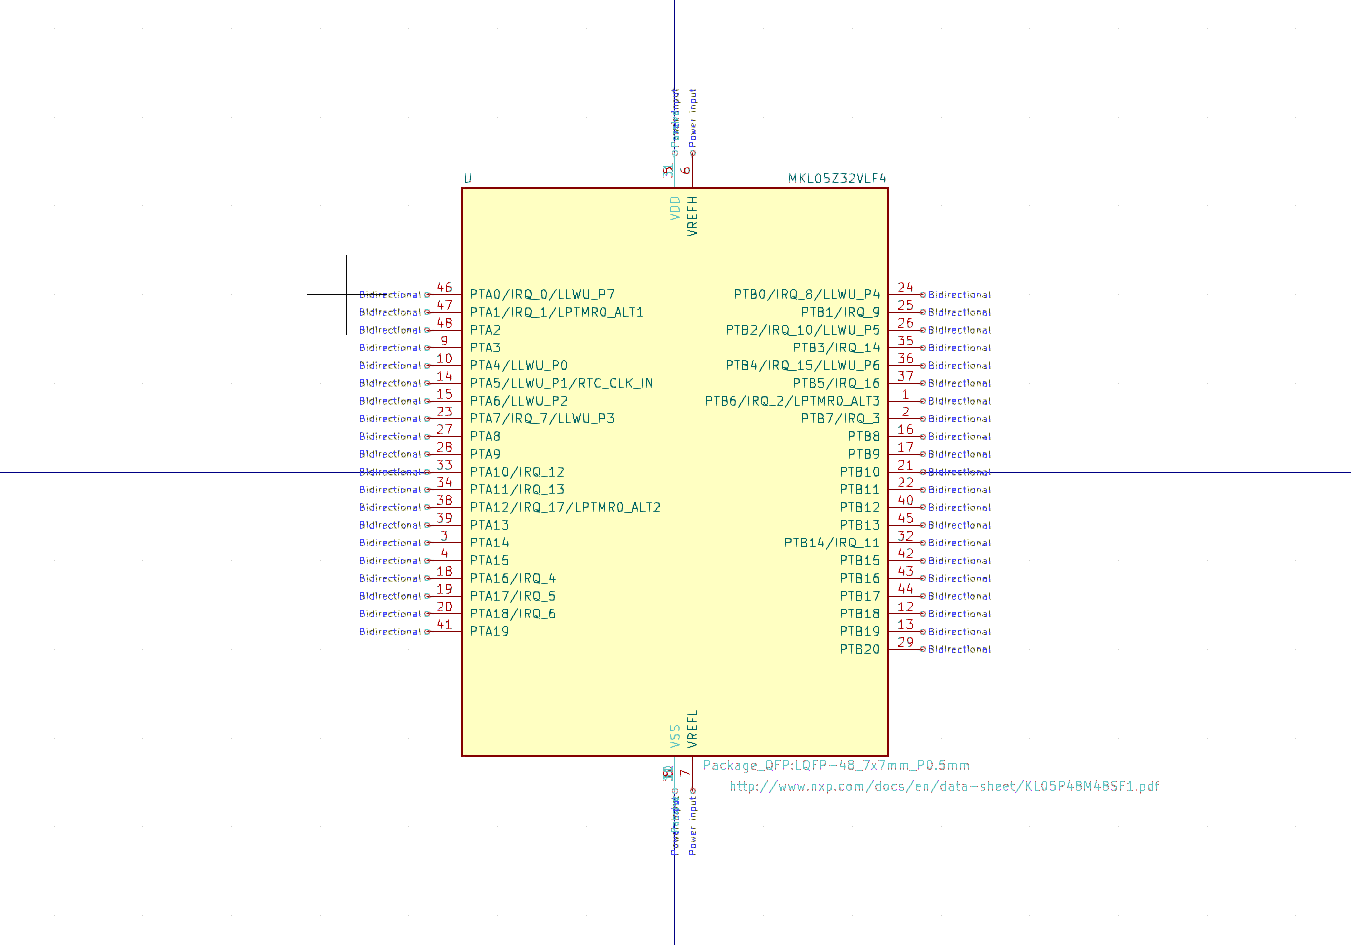 Power input
6
U MKL05Z32VLF4
VDD VREFH
Bidirectional 46 PTA0/IRQ_0/LLWU_P7 PTB0/IRQ_8/LLWU_P4 24 Bidirectional
Bidirectional 47 PTA1/IRQ_1/LPTMR0_ALT1 PTB1/IRQ_9 25 Bidirectional
Bidirectional 48 PTA2 PTB2/IRQ_10/LLWU_P5 26 Bidirectional
Bidirectional 9 PTA3 PTB3/IRQ_14 35 Bidirectional
Bidirectional 10 PTA4/LLWU_P0 PTB4/IRQ_15/LLWU_P6 36 Bidirectional
Bidirectional 14 PTA5/LLWU_P1/RTC_CLK_IN PTB5/IRQ_16 37 Bidirectional
Bidirectional 15 PTA6/LLWU_P2 PTB6/IRQ_2/LPTMR0_ALT3 1 Bidirectional
Bidirectional 23 PTA7/IRQ_7/LLWU_P3 PTB7/IRQ_3 2 Bidirectional
Bidirectional 27 PTA8 PTB8 16 Bidirectional
Bidirectional 28 PTA9 PTB9 17 Bidirectional
Bidirectional 33 PTA10/IRQ_12 PTB10 21 Bidirectional
Bidirectional 34 PTA11/IRQ_13 PTB11 22 Bidirectional
Bidirectional 38 PTA12/IRQ_17/LPTMR0_ALT2 PTB12 40 Bidirectional
Bidirectional 39 PTA13 PTB13 45 Bidirectional
Bidirectional 3 PTA14 PTB14/IRQ_11 32 Bidirectional
Bidirectional 4 PTA15 PTB15 42 Bidirectional
Bidirectional 18 PTA16/IRQ_4 PTB16 43 Bidirectional
Bidirectional 19 PTA17/IRQ_5 PTB17 44 Bidirectional
Bidirectional 20 PTA18/IRQ_6 PTB18 12 Bidirectional
Bidirectional 41 PTA19 PTB19 13 Bidirectional
PTB20 29 Bidirectional
VSS VREFL
7 Package_QFP:LQFP-48_7x7mm_P0.5mm
http://www.nxp.com/docs/en/data-sheet/KL05P48M48SF1.pdf
Power input